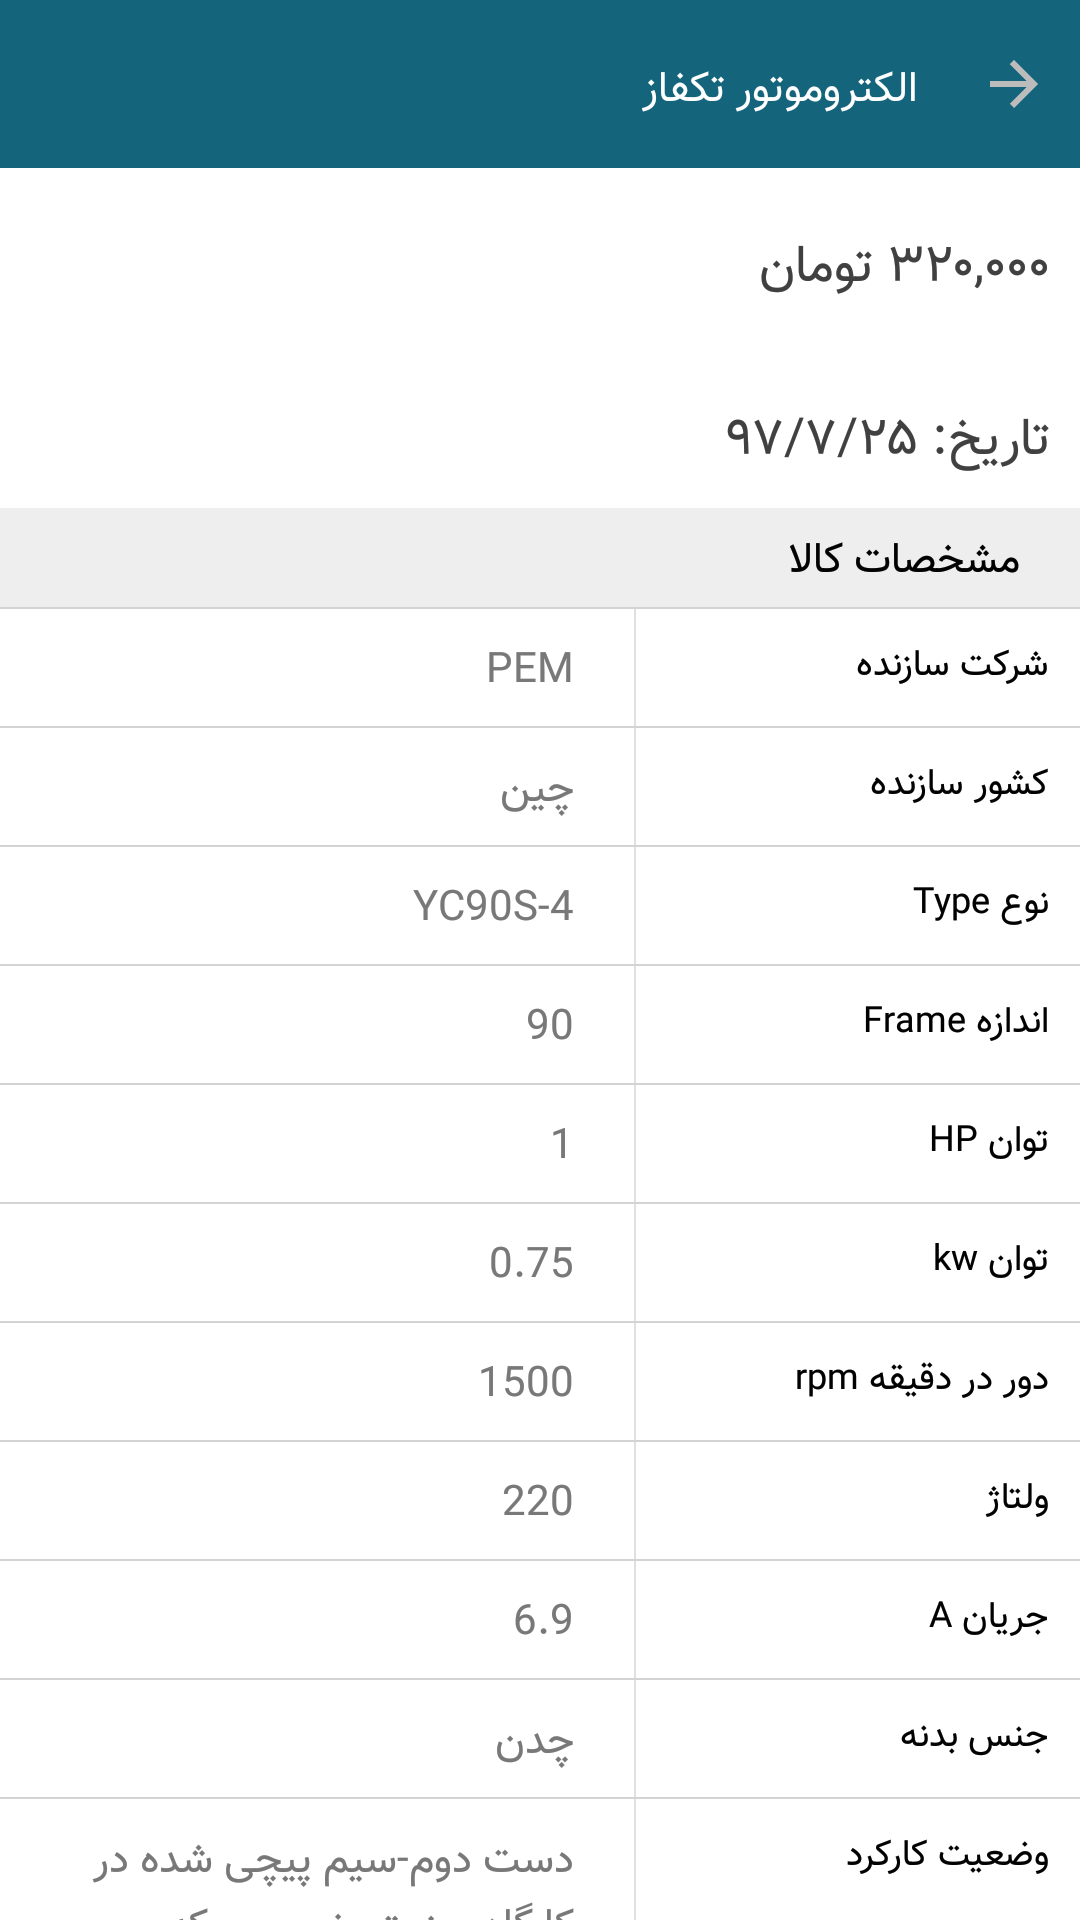 الکتروموتور تکفاز
۳۲۰,۰۰۰ تومان
تاریخ: ۹۷/۷/۲۵
مشخصات کالا
شرکت سازنده PEM
کشور سازنده چین
نوع Type YC90S-4
اندازه Frame 90
توان HP 1
توان kw 0.75
دور در دقیقه rpm 1500
ولتاژ 220
جریان A 6.9
جنس بدنه چدن
وضعیت کارکرد دست دوم-سیم پیچی شده در